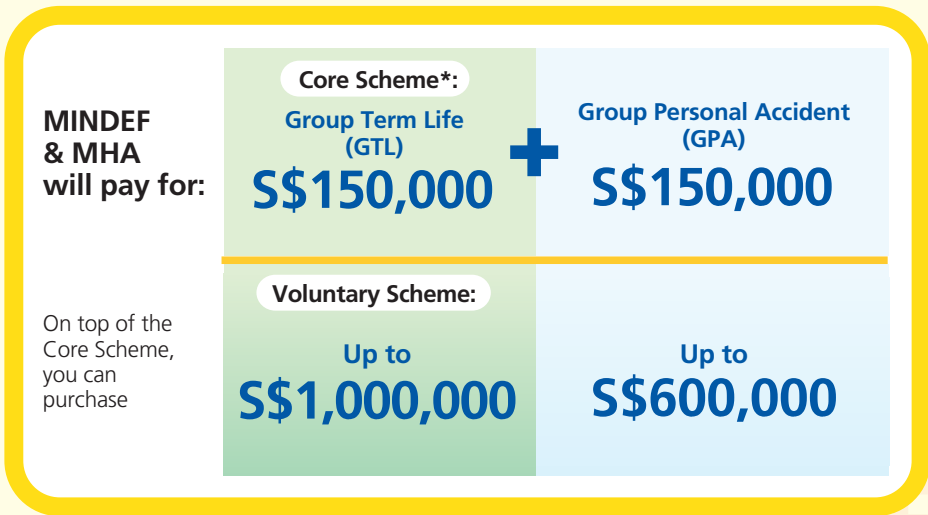 MINDEF
& MHA
will pay for:
Core Scheme*:
Group Term Life
(GTL)
S$150,000
+
Group Personal Accident
(GPA)
S$150,000
On top of the
Core Scheme,
you can
purchase
Voluntary Scheme:
Up to
S$1,000,000
Up to
S$600,000